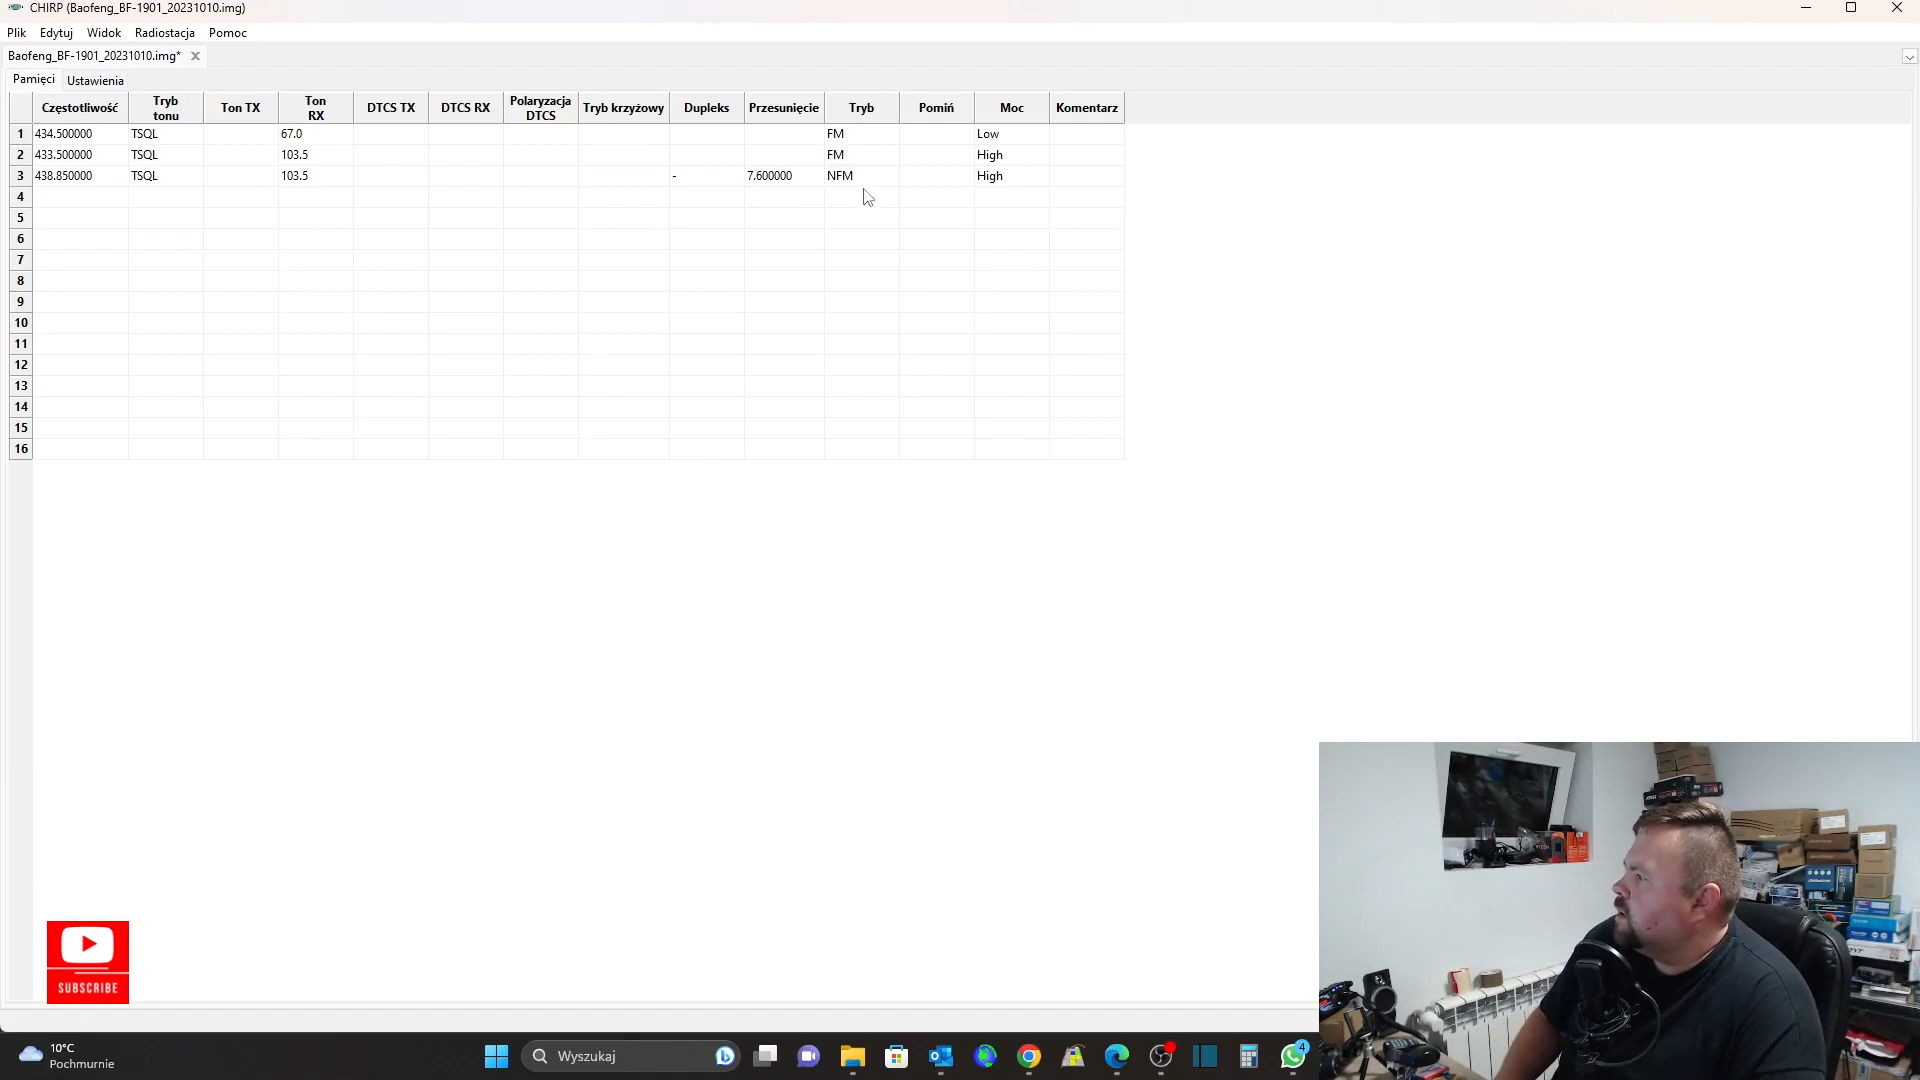 CHIRP (Baofeng_BF-1901_20231010.img)
Plik Edytuj Widok Radiostacja Pomoc
Baofeng_BF-1901_20231010.img*
Pamięci Ustawienia
Częstotliwość Tryb tonu Ton TX Ton RX DTCS TX DTCS RX Polaryzacja DTCS Tryb krzyżowy Dupleks Przesunięcie Tryb Pomiń Moc Komentarz
1 434.500000 TSQL 67.0 FM Low
2 433.500000 TSQL 103.5 FM High
3 438.850000 TSQL 103.5 - 7.600000 NFM High
4
5
6
7
8
9
10
11
12
13
14
15
16
SUBSCRIBE
10°C
Pochmurnie
Wyszukaj
4